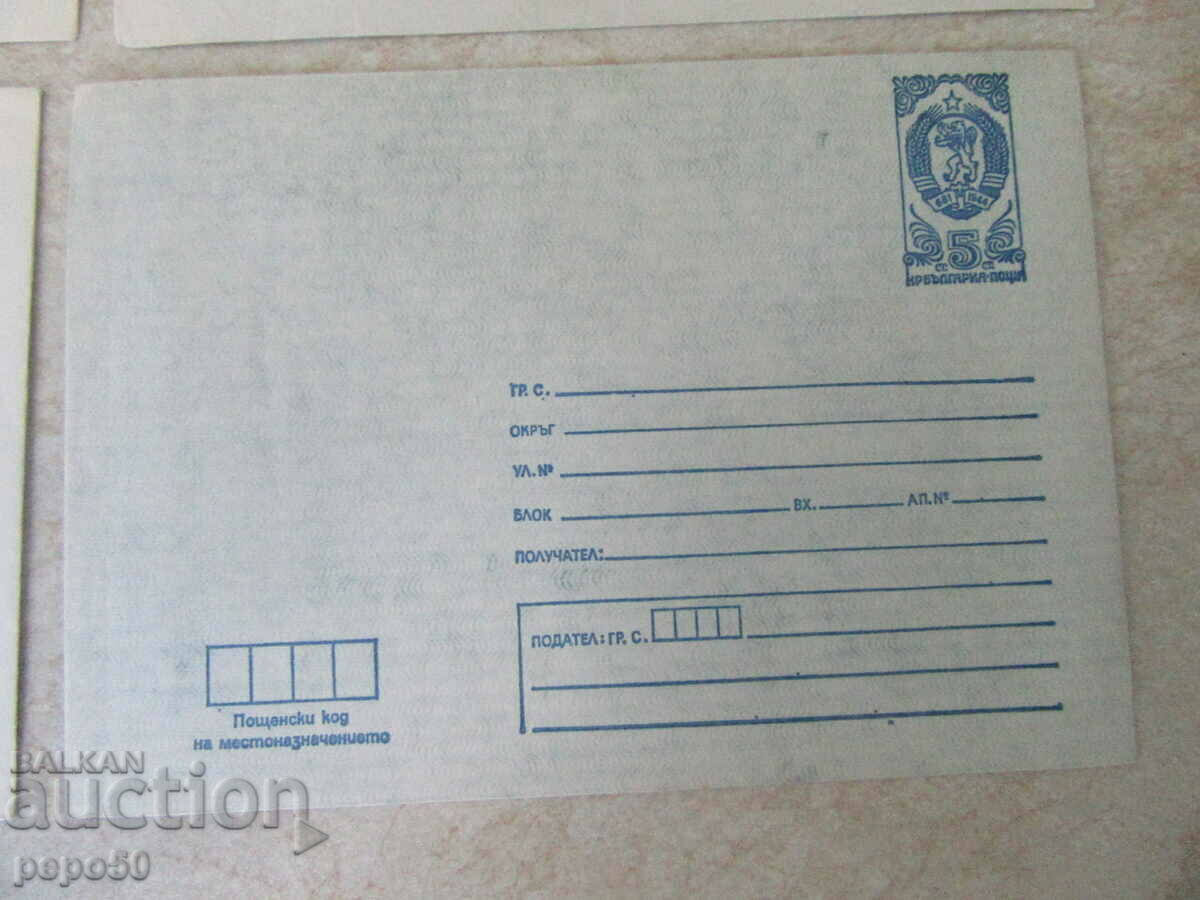 681 1944
5
СТ. СТ.
НР БЪЛГАРИЯ·ПОЩА
ГР. С.
ОКРЪГ
УЛ. №
БЛОК ВХ. АП. №
ПОЛУЧАТЕЛ:
ПОДАТЕЛ: ГР. С.
Пощенски код
на местоназначението
BALKAN
auction
pepo50